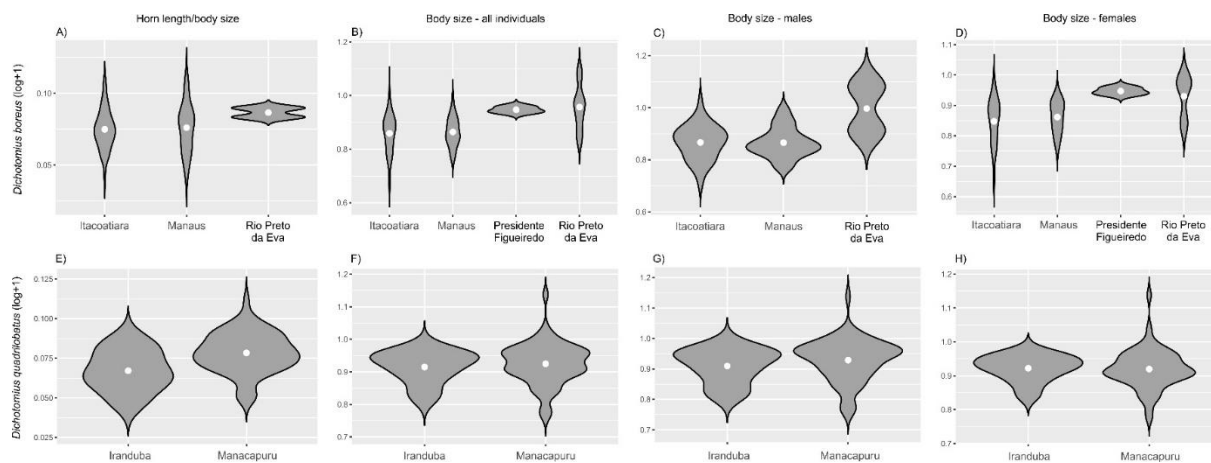 Horn length/body size
Body size - all individuals
Body size - males
Body size - females
A)
B)
C)
D)
Dichotomius boreus (log+1)
0.10
0.05
1.2
1.0
0.8
0.6
1.2
1.0
0.8
0.6
1.1
1.0
0.9
0.8
0.7
0.6
Itacoatiara
Manaus
Rio Preto
da Eva
Itacoatiara
Manaus
Presidente
Figueiredo
Rio Preto
da Eva
Itacoatiara
Manaus
Rio Preto
da Eva
Itacoatiara
Manaus
Presidente
Figueiredo
Rio Preto
da Eva
E)
F)
G)
H)
Dichotomius quadrilobatus (log+1)
0.125
0.100
0.075
0.050
0.025
1.2
1.1
1.0
0.9
0.8
0.7
1.2
1.1
1.0
0.9
0.8
0.7
1.2
1.1
1.0
0.9
0.8
0.7
Iranduba
Manacapuru
Iranduba
Manacapuru
Iranduba
Manacapuru
Iranduba
Manacapuru